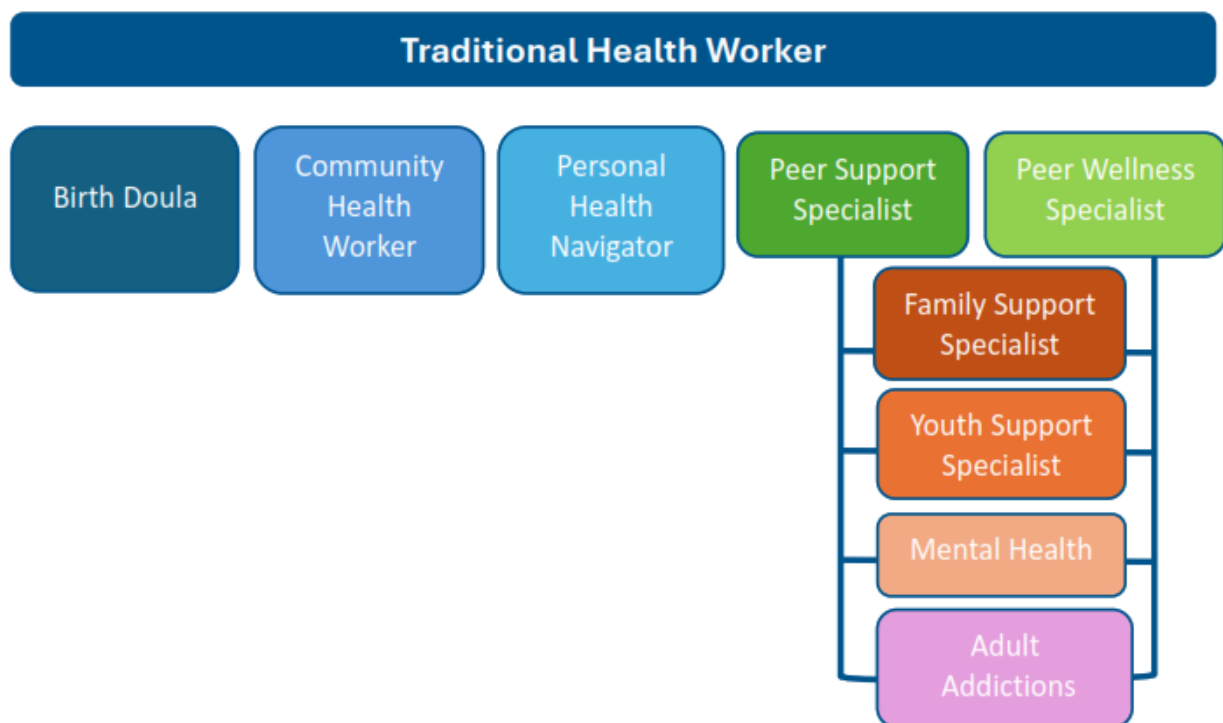 Traditional Health Worker
Birth Doula
Community
Health
Worker
Personal
Health
Navigator
Peer Support
Specialist
Peer Wellness
Specialist
Family Support
Specialist
Youth Support
Specialist
Mental Health
Adult
Addictions